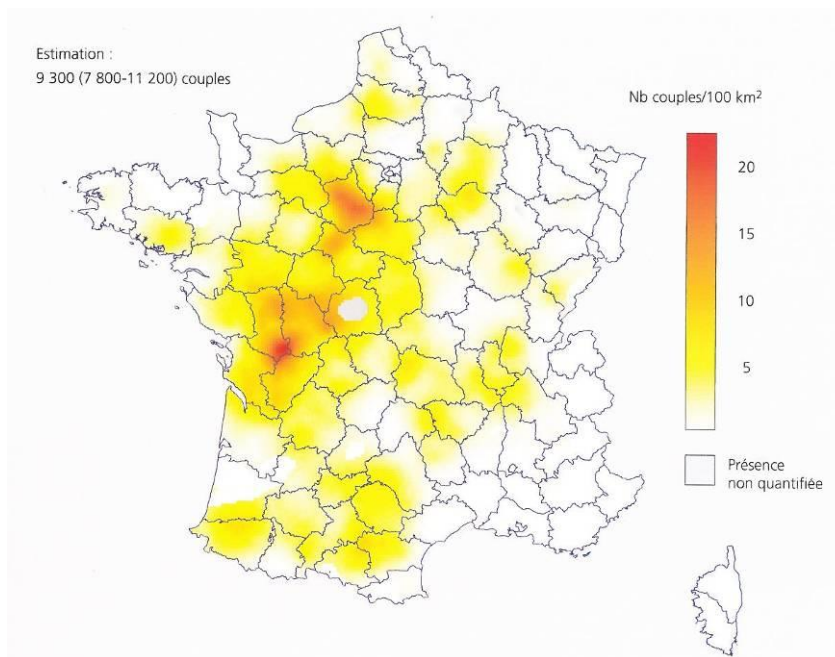 Estimation :
9 300 (7 800-11 200) couples
Nb couples/100 km²
20
15
10
5
Présence
non quantifiée